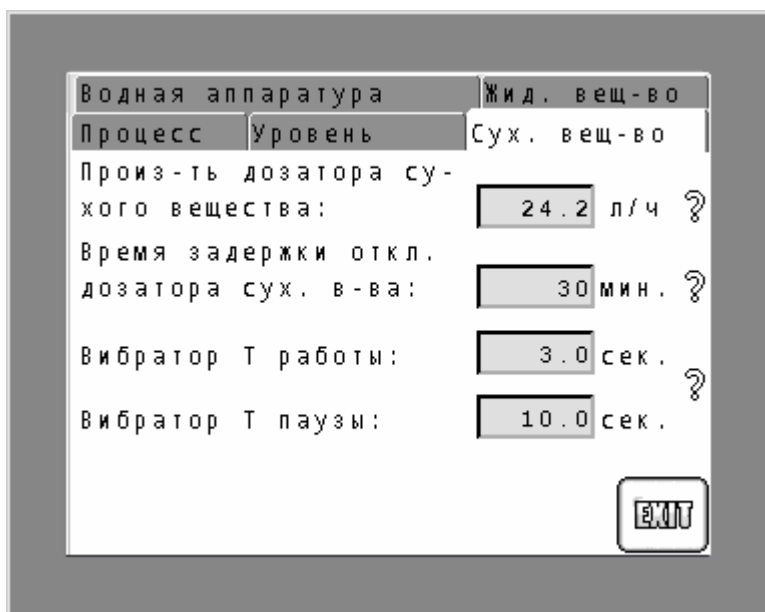 Водная аппаратура Жид. вещ-во
Процесс Уровень Сух. вещ-во
Произ-ть дозатора су-
хого вещества: 24.2 л/ч ?
Время задержки откл.
дозатора сух. в-ва: 30 мин. ?
Вибратор Т работы: 3.0 сек.
?
Вибратор Т паузы: 10.0 сек.
EXIT